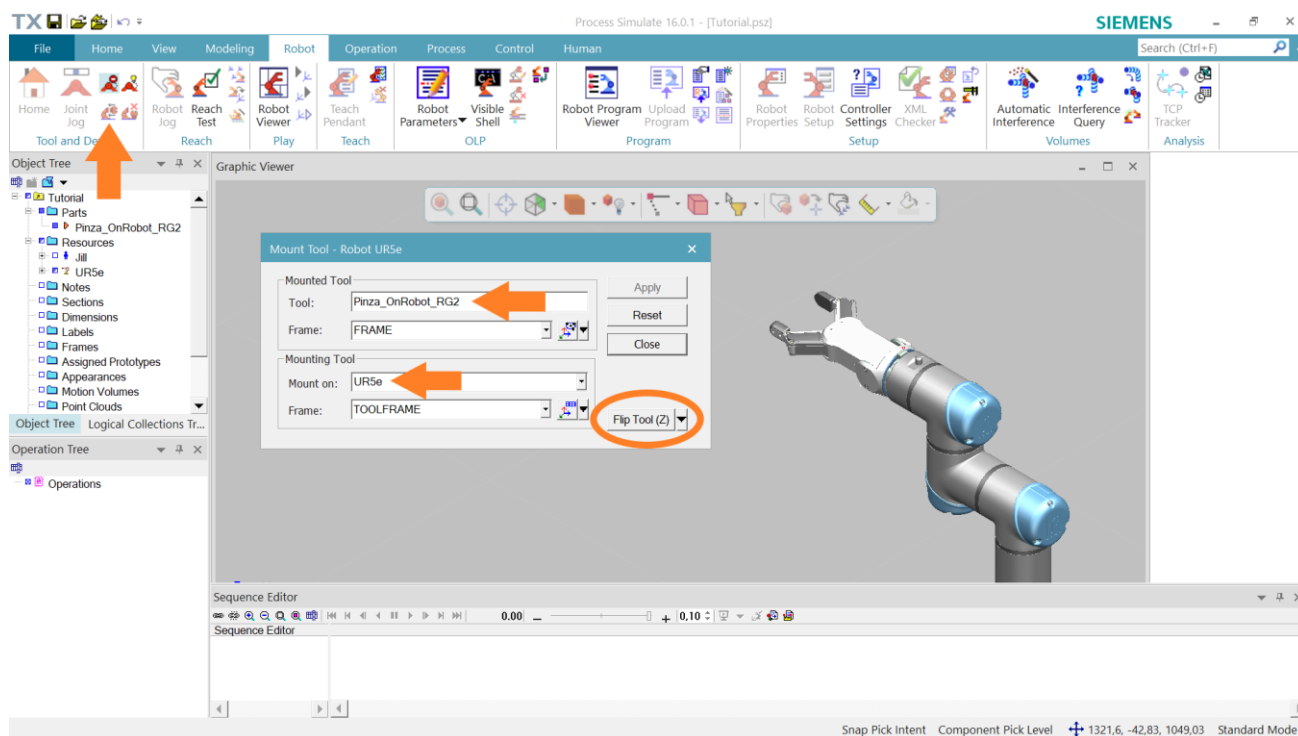 TX
Process Simulate 16.0.1 - [Tutorial.psz]
SIEMENS
File Home View Modeling Robot Operation Process Control Human
Search (Ctrl+F)
Home
Joint Jog
Robot Jog
Reach Test
Robot Viewer
Teach Pendant
Robot Parameters
Visible Shell
Robot Program Viewer
Upload Program
Robot Properties
Robot Setup
Controller Settings
XML Checker
Automatic Interference
Interference Query
TCP Tracker
Tool and De
Reach
Play
Teach
OLP
Program
Setup
Volumes
Analysis
Object Tree
Graphic Viewer
Tutorial
Parts
Pinza_OnRobot_RG2
Resources
Jill
UR5e
Notes
Sections
Dimensions
Labels
Frames
Assigned Prototypes
Appearances
Motion Volumes
Point Clouds
Object Tree Logical Collections Tr...
Operation Tree
Operations
Mount Tool - Robot UR5e
Mounted Tool
Tool: Pinza_OnRobot_RG2
Frame: FRAME
Mounting Tool
Mount on: UR5e
Frame: TOOLFRAME
Apply
Reset
Close
Flip Tool (Z)
Sequence Editor
0.00
0,10
Sequence Editor
Snap Pick Intent Component Pick Level 1321,6, -42,83, 1049,03 Standard Mode